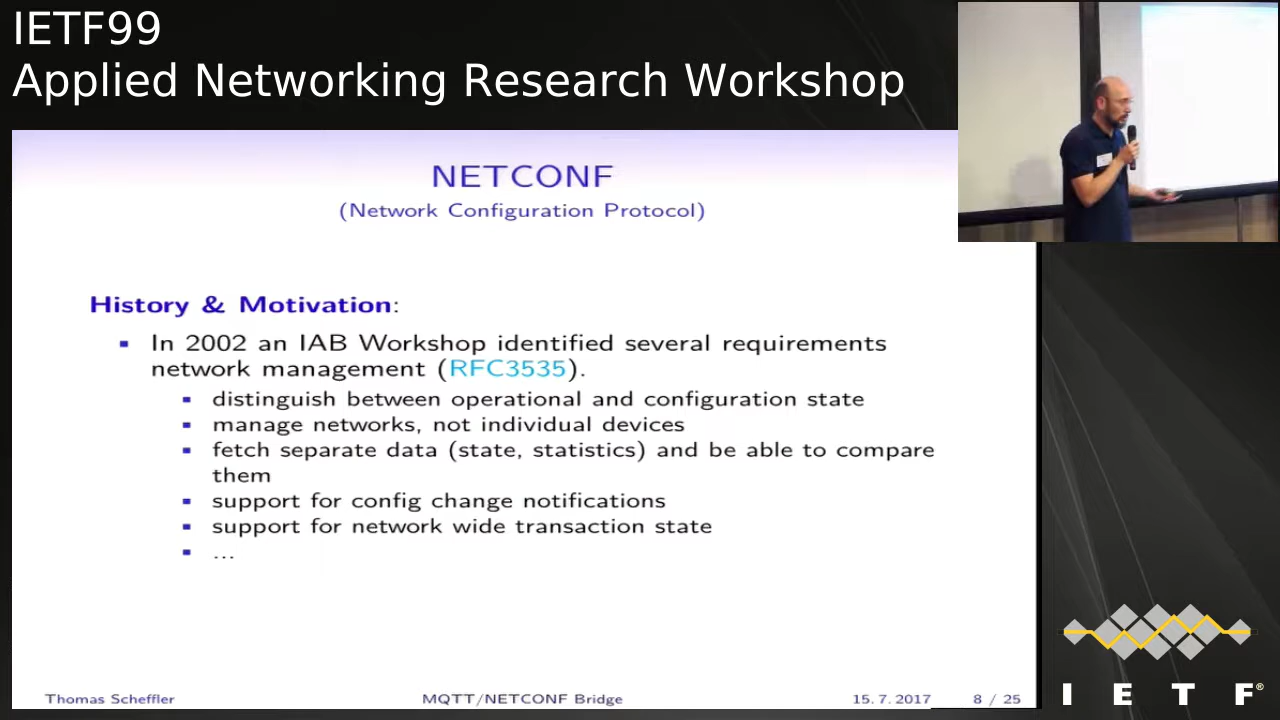 IETF99
Applied Networking Research Workshop
NETCONF
(Network Configuration Protocol)
History & Motivation:
In 2002 an IAB Workshop identified several requirements
network management (RFC3535).
distinguish between operational and configuration state
manage networks, not individual devices
fetch separate data (state, statistics) and be able to compare
them
support for config change notifications
support for network wide transaction state
...
Thomas Scheffler MQTT/NETCONF Bridge 15.7.2017 8 / 25
I E T F®